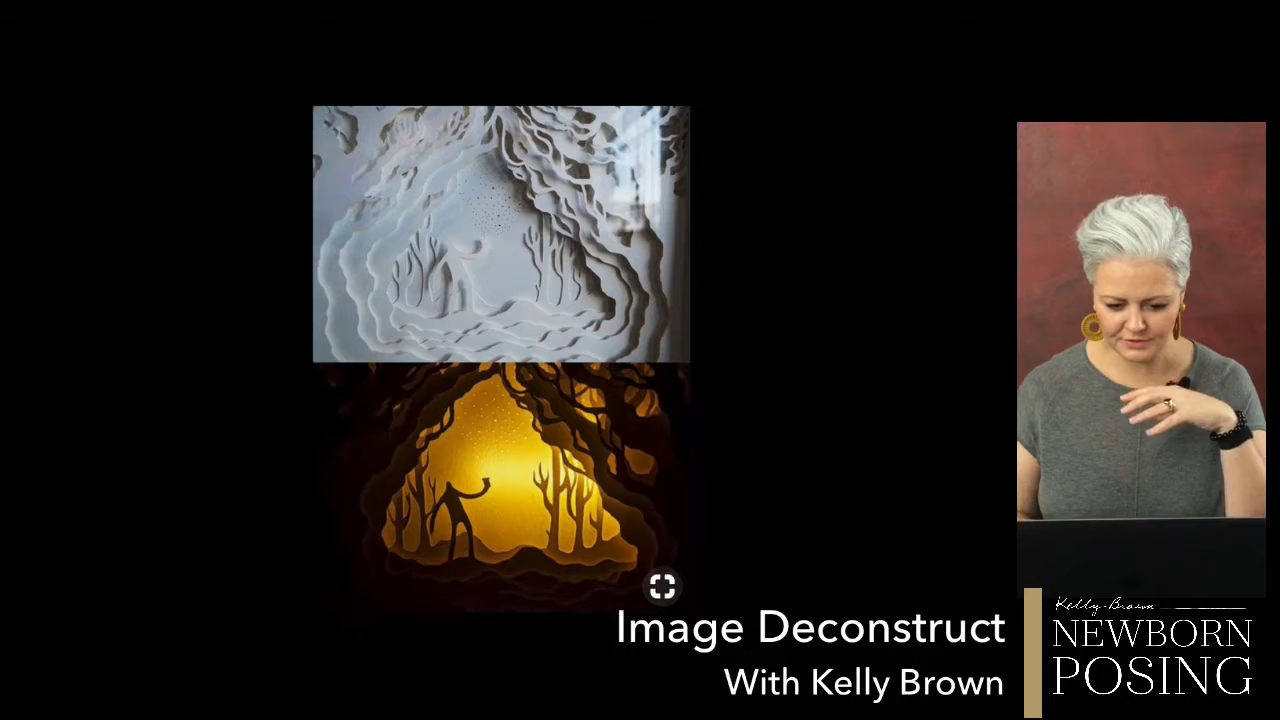 Image Deconstruct
With Kelly Brown
Kelly Brown
NEWBORN
POSING